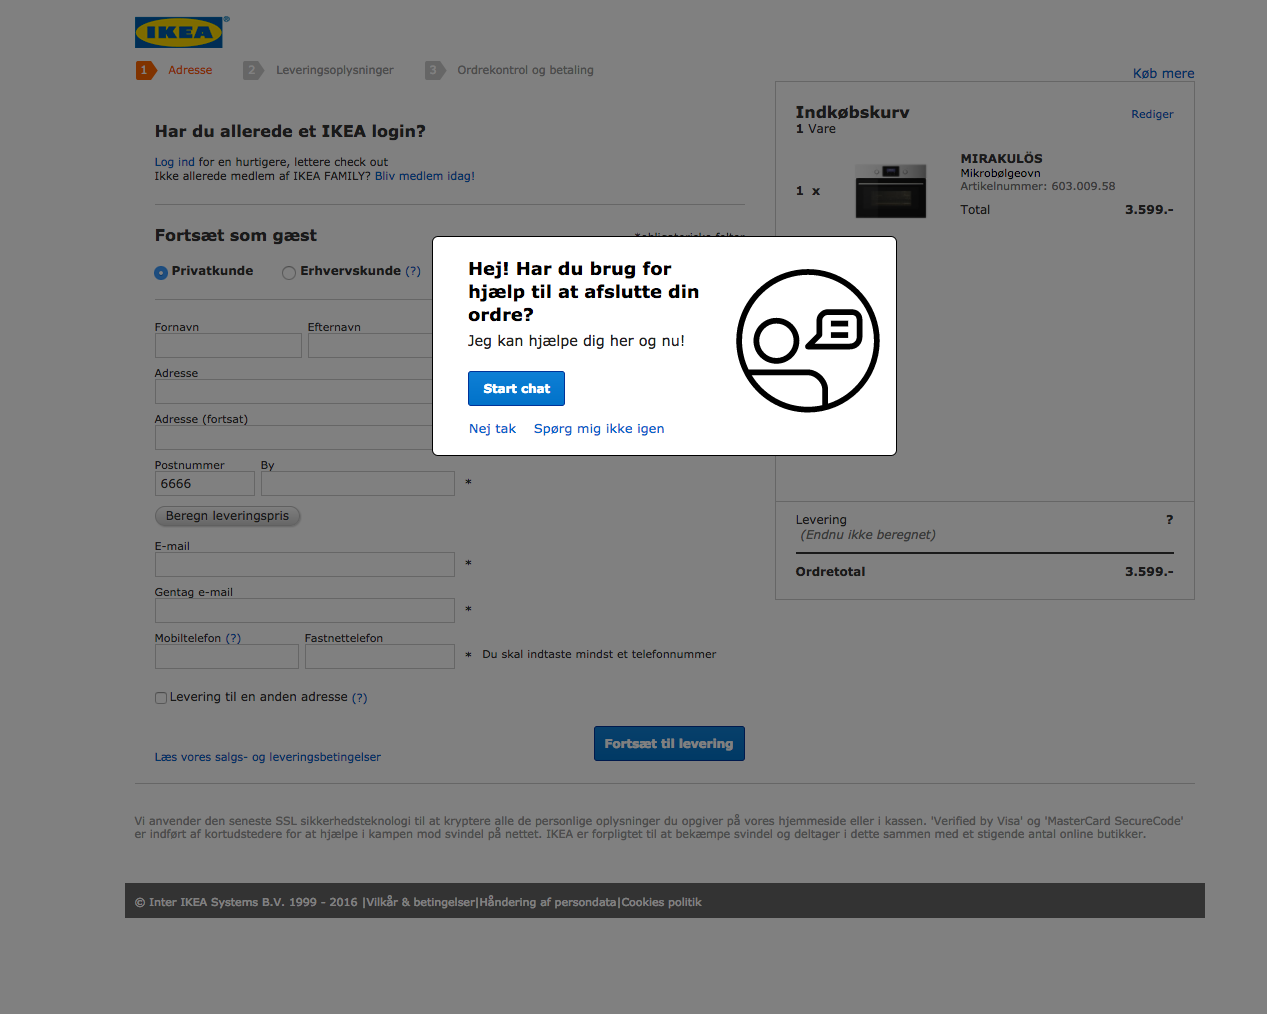 IKEA®
1 Adresse 2 Leveringsoplysninger 3 Ordrekontrol og betaling
Køb mere
Har du allerede et IKEA login?
Log ind for en hurtigere, lettere check out
Ikke allerede medlem af IKEA FAMILY? Bliv medlem idag!
Fortsæt som gæst
*obligatoriske felter
Privatkunde Erhvervskunde (?)
Fornavn Efternavn
Adresse
Adresse (fortsat)
Postnummer By
6666 *
Beregn leveringspris
E-mail
*
Gentag e-mail
*
Mobiltelefon (?) Fastnettelefon
* Du skal indtaste mindst et telefonnummer
Levering til en anden adresse (?)
Læs vores salgs- og leveringsbetingelser
Fortsæt til levering
Indkøbskurv
Rediger
1 Vare
MIRAKULÖS
Mikrobølgeovn
Artikelnummer: 603.009.58
1 x
Total 3.599.-
Levering ?
(Endnu ikke beregnet)
Ordretotal 3.599.-
Hej! Har du brug for
hjælp til at afslutte din
ordre?
Jeg kan hjælpe dig her og nu!
Start chat
Nej tak Spørg mig ikke igen
Vi anvender den seneste SSL sikkerhedsteknologi til at kryptere alle de personlige oplysninger du opgiver på vores hjemmeside eller i kassen. 'Verified by Visa' og 'MasterCard SecureCode'
er indført af kortudstedere for at hjælpe i kampen mod svindel på nettet. IKEA er forpligtet til at bekæmpe svindel og deltager i dette sammen med et stigende antal online butikker.
© Inter IKEA Systems B.V. 1999 - 2016 |Vilkår & betingelser|Håndering af persondata|Cookies politik